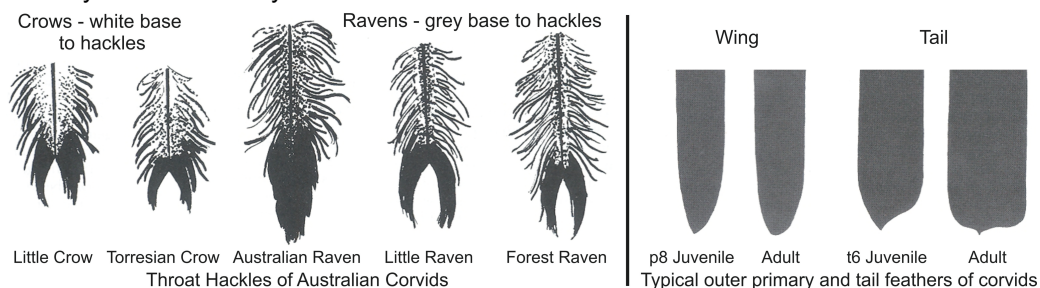 Crows - white base
to hackles
Ravens - grey base to hackles
Little Crow
Torresian Crow
Australian Raven
Little Raven
Forest Raven
Throat Hackles of Australian Corvids
Wing
Tail
p8 Juvenile
Adult
t6 Juvenile
Adult
Typical outer primary and tail feathers of corvids